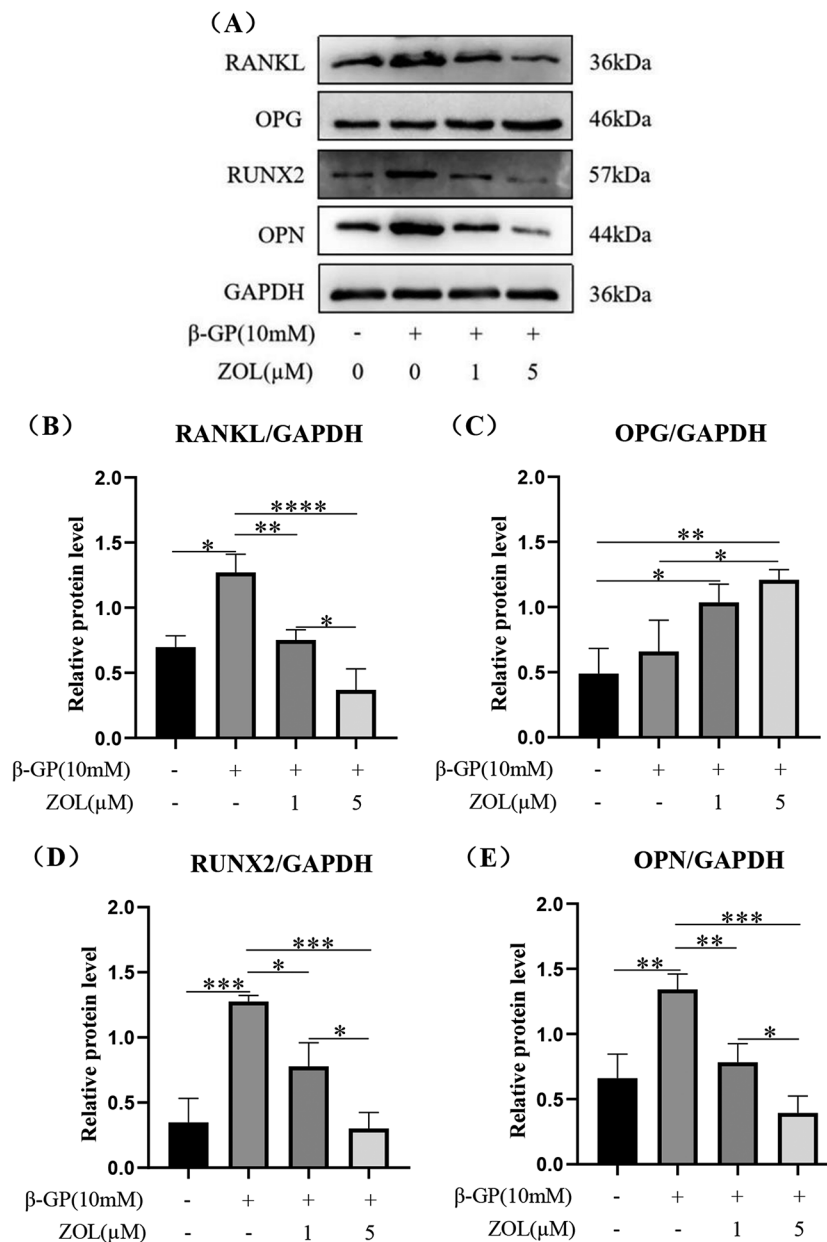 （A）
RANKL 36kDa
OPG 46kDa
RUNX2 57kDa
OPN 44kDa
GAPDH 36kDa
β-GP(10mM) - + + +
ZOL(μM) 0 0 1 5
（B）
RANKL/GAPDH
Relative protein level
2.0
1.5
1.0
0.5
0.0
****
**
*
*
β-GP(10mM) - + + +
ZOL(μM) - - 1 5
（C）
OPG/GAPDH
Relative protein level
2.0
1.5
1.0
0.5
0.0
**
*
*
β-GP(10mM) - + + +
ZOL(μM) - - 1 5
（D）
RUNX2/GAPDH
Relative protein level
2.0
1.5
1.0
0.5
0.0
***
*
***
*
β-GP(10mM) - + + +
ZOL(μM) - - 1 5
（E）
OPN/GAPDH
Relative protein level
2.0
1.5
1.0
0.5
0.0
***
**
**
*
β-GP(10mM) - + + +
ZOL(μM) - - 1 5